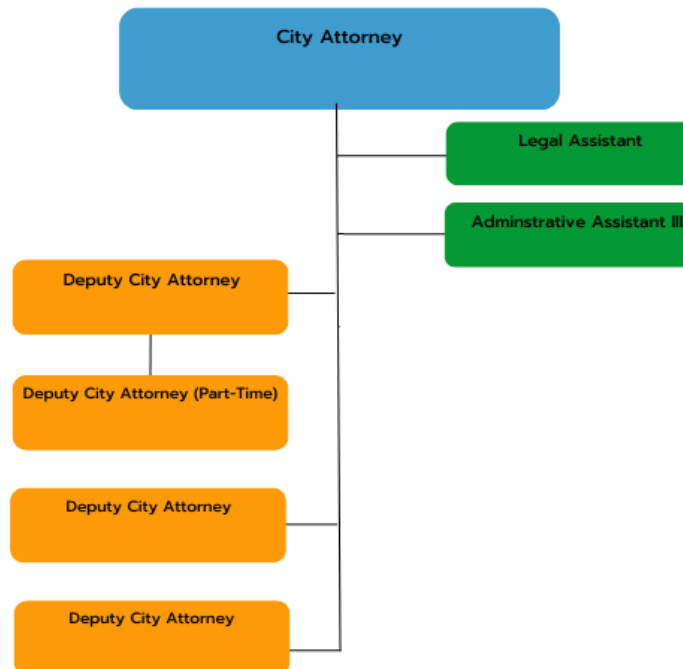 City Attorney
Legal Assistant
Adminstrative Assistant III
Deputy City Attorney
Deputy City Attorney (Part-Time)
Deputy City Attorney
Deputy City Attorney